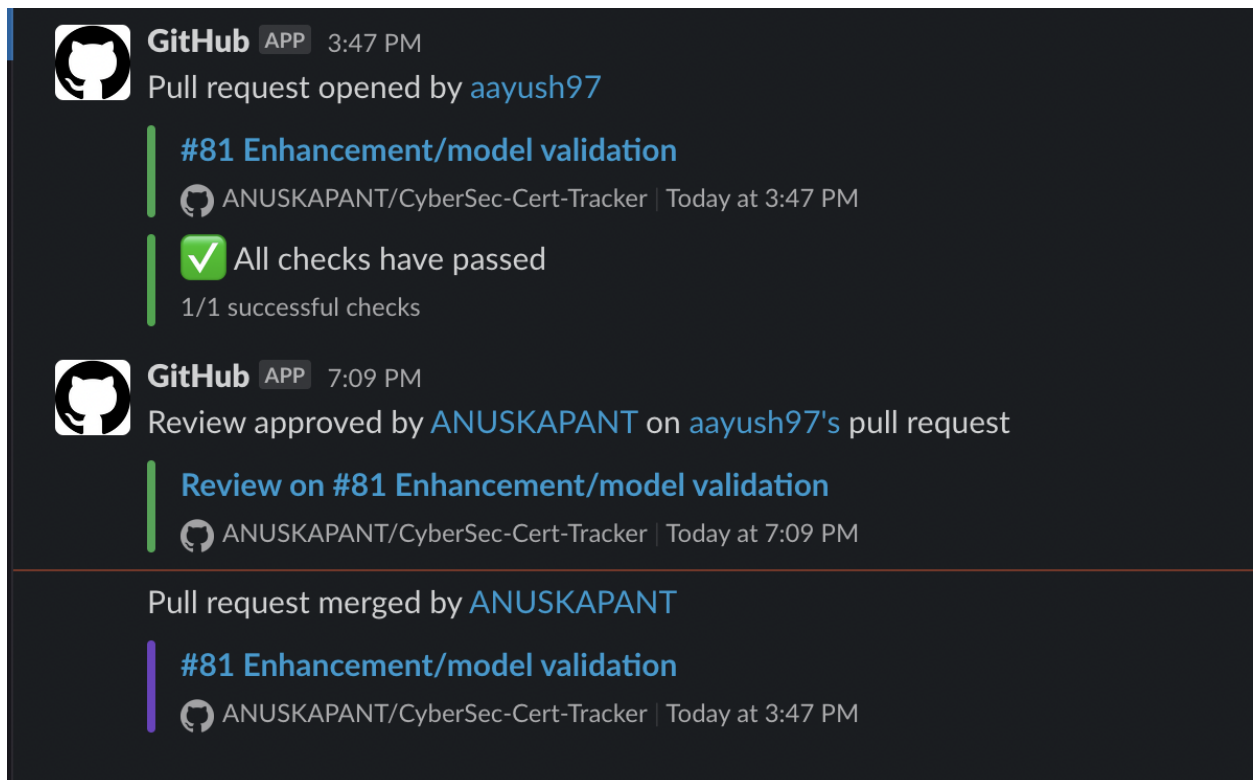 GitHub APP 3:47 PM
Pull request opened by aayush97
#81 Enhancement/model validation
ANUSKAPANT/CyberSec-Cert-Tracker | Today at 3:47 PM
All checks have passed
1/1 successful checks
GitHub APP 7:09 PM
Review approved by ANUSKAPANT on aayush97's pull request
Review on #81 Enhancement/model validation
ANUSKAPANT/CyberSec-Cert-Tracker | Today at 7:09 PM
Pull request merged by ANUSKAPANT
#81 Enhancement/model validation
ANUSKAPANT/CyberSec-Cert-Tracker | Today at 3:47 PM